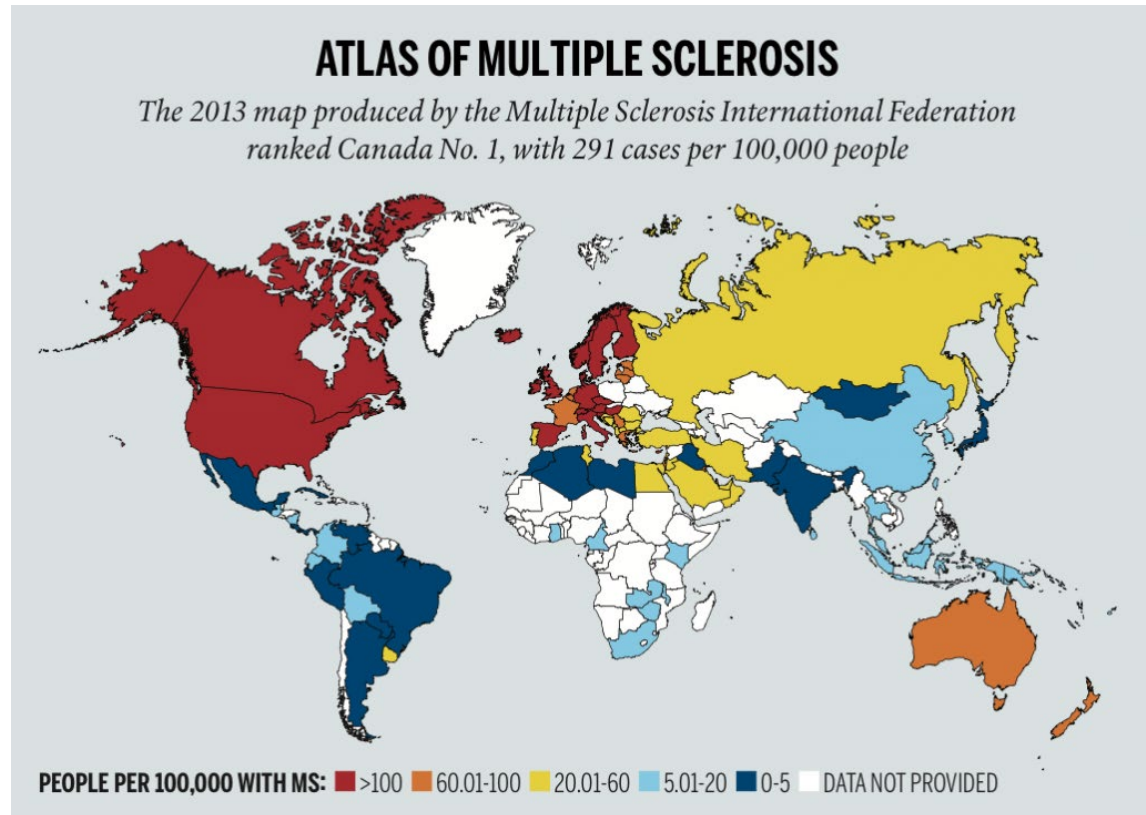 ATLAS OF MULTIPLE SCLEROSIS
The 2013 map produced by the Multiple Sclerosis International Federation
ranked Canada No. 1, with 291 cases per 100,000 people
PEOPLE PER 100,000 WITH MS: >100 60.01-100 20.01-60 5.01-20 0-5 DATA NOT PROVIDED